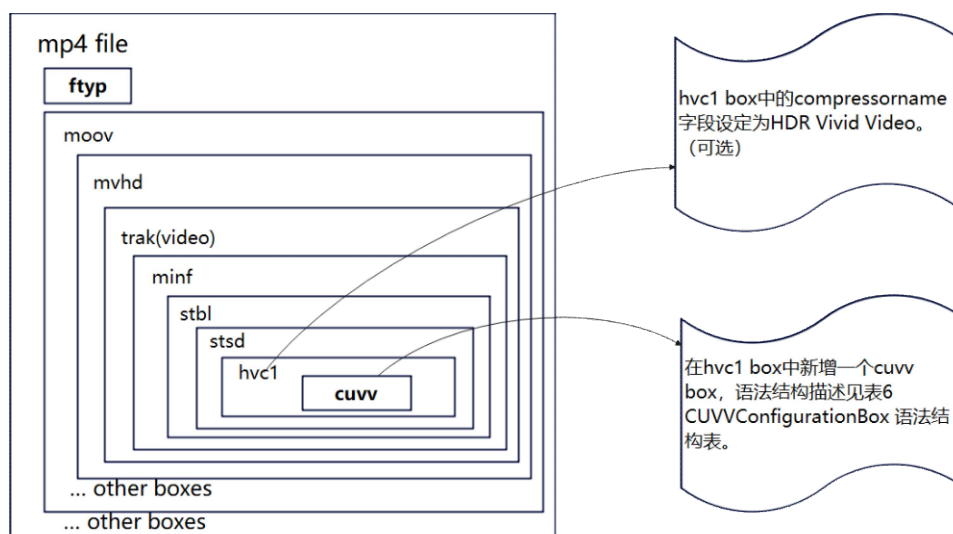 mp4 file
ftyp
moov
mvhd
trak(video)
minf
stbl
stsd
hvc1
cuvv
... other boxes
... other boxes
hvc1 box中的compressorname
字段设定为HDR Vivid Video。
（可选）
在hvc1 box中新增一个cuvv
box，语法结构描述见表6
CUVVConfigurationBox 语法结
构表。